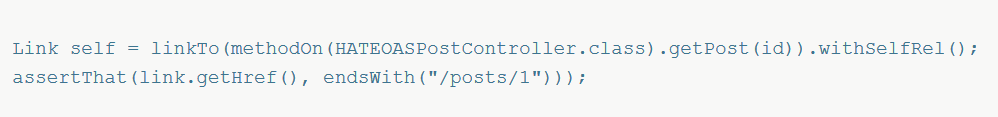 Link self = linkTo(methodOn(HATEOASPostController.class).getPost(id)).withSelfRel();
assertThat(link.getHref(), endsWith("/posts/1")));